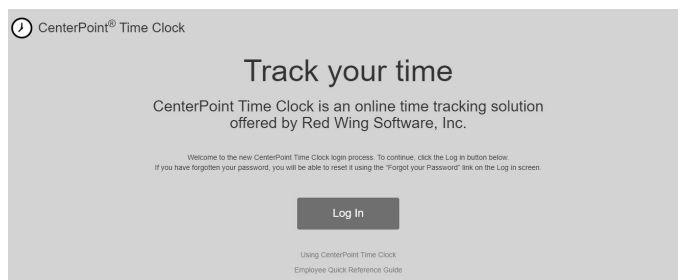 CenterPoint® Time Clock
Track your time
CenterPoint Time Clock is an online time tracking solution
offered by Red Wing Software, Inc.
Welcome to the new CenterPoint Time Clock login process. To continue, click the Log in button below.
If you have forgotten your password, you will be able to reset it using the "Forgot your Password" link on the Log in screen.
Log In
Using CenterPoint Time Clock
Employee Quick Reference Guide